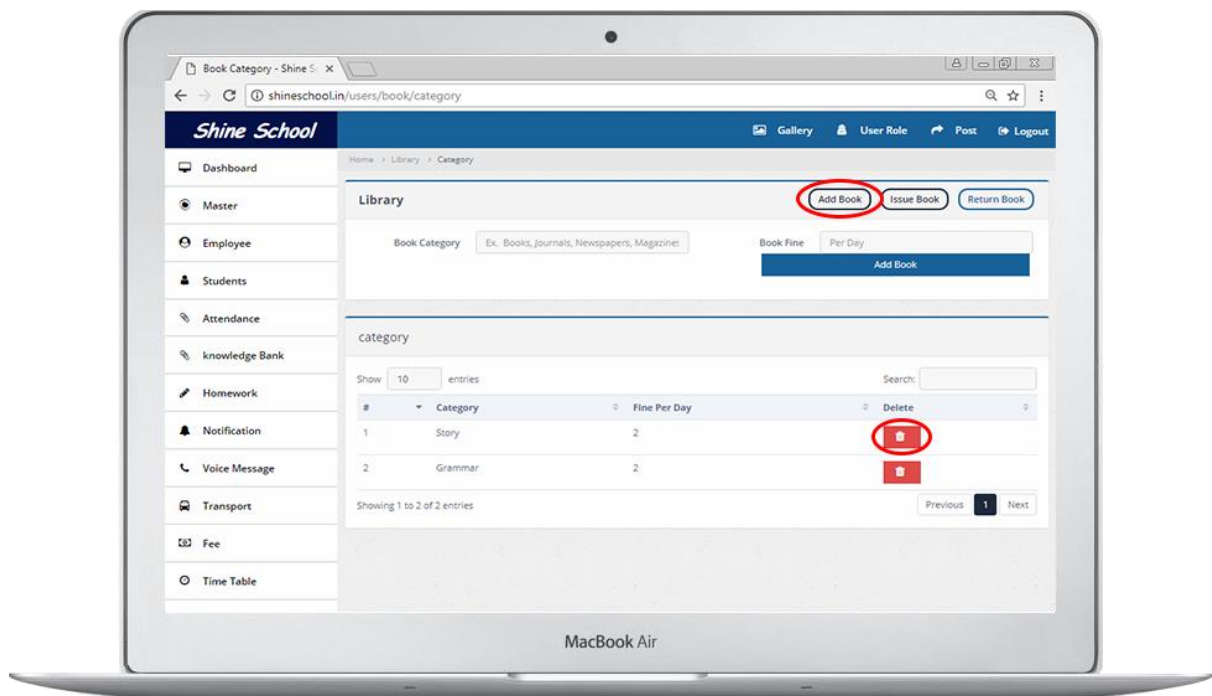 Book Category - Shine S
shineschool.in/users/book/category
Shine School
Gallery User Role Post Logout
Dashboard
Master
Employee
Students
Attendance
knowledge Bank
Homework
Notification
Voice Message
Transport
Fee
Time Table
Home > Library > Category
Library
Add Book Issue Book Return Book
Book Category Ex. Books, Journals, Newspapers, Magazines
Book Fine Per Day
Add Book
category
Show 10 entries Search:
# Category Fine Per Day Delete
1 Story 2
2 Grammar 2
Showing 1 to 2 of 2 entries Previous 1 Next
MacBook Air